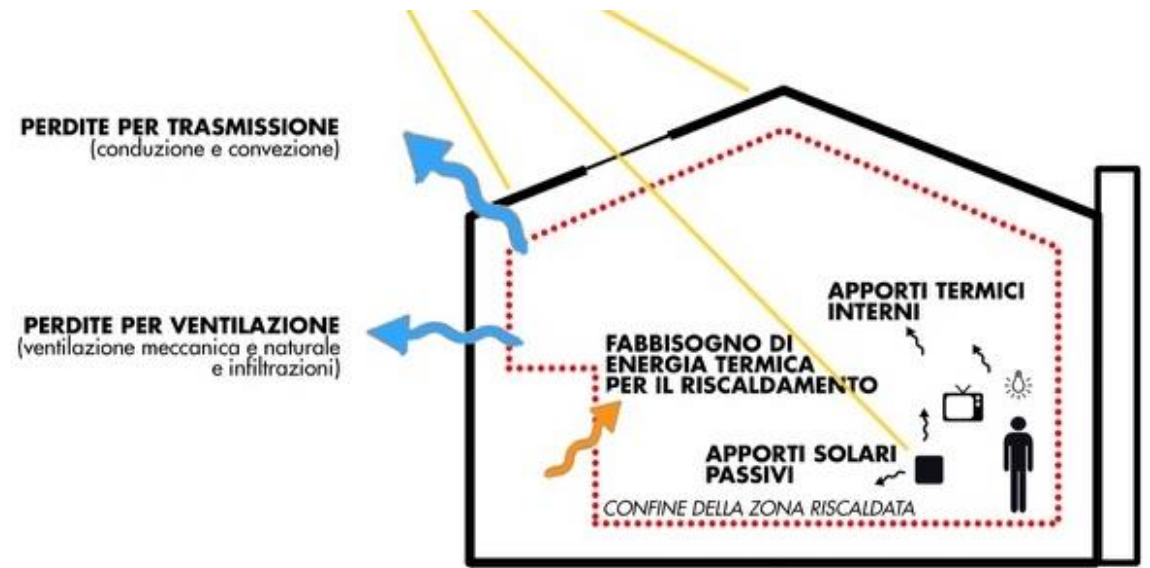 PERDITE PER TRASMISSIONE
(conduzione e convezione)
PERDITE PER VENTILAZIONE
(ventilazione meccanica e naturale
e infiltrazioni)
APPORTI TERMICI
INTERNI
FABBISOGNO DI
ENERGIA TERMICA
PER IL RISCALDAMENTO
APPORTI SOLARI
PASSIVI
CONFINE DELLA ZONA RISCALDATA